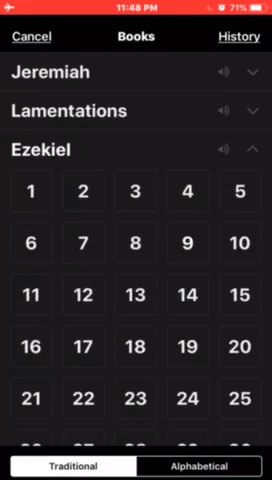 11:48 PM 71%
Cancel Books History
Jeremiah
Lamentations
Ezekiel
1 2 3 4 5
6 7 8 9 10
11 12 13 14 15
16 17 18 19 20
21 22 23 24 25
Traditional Alphabetical